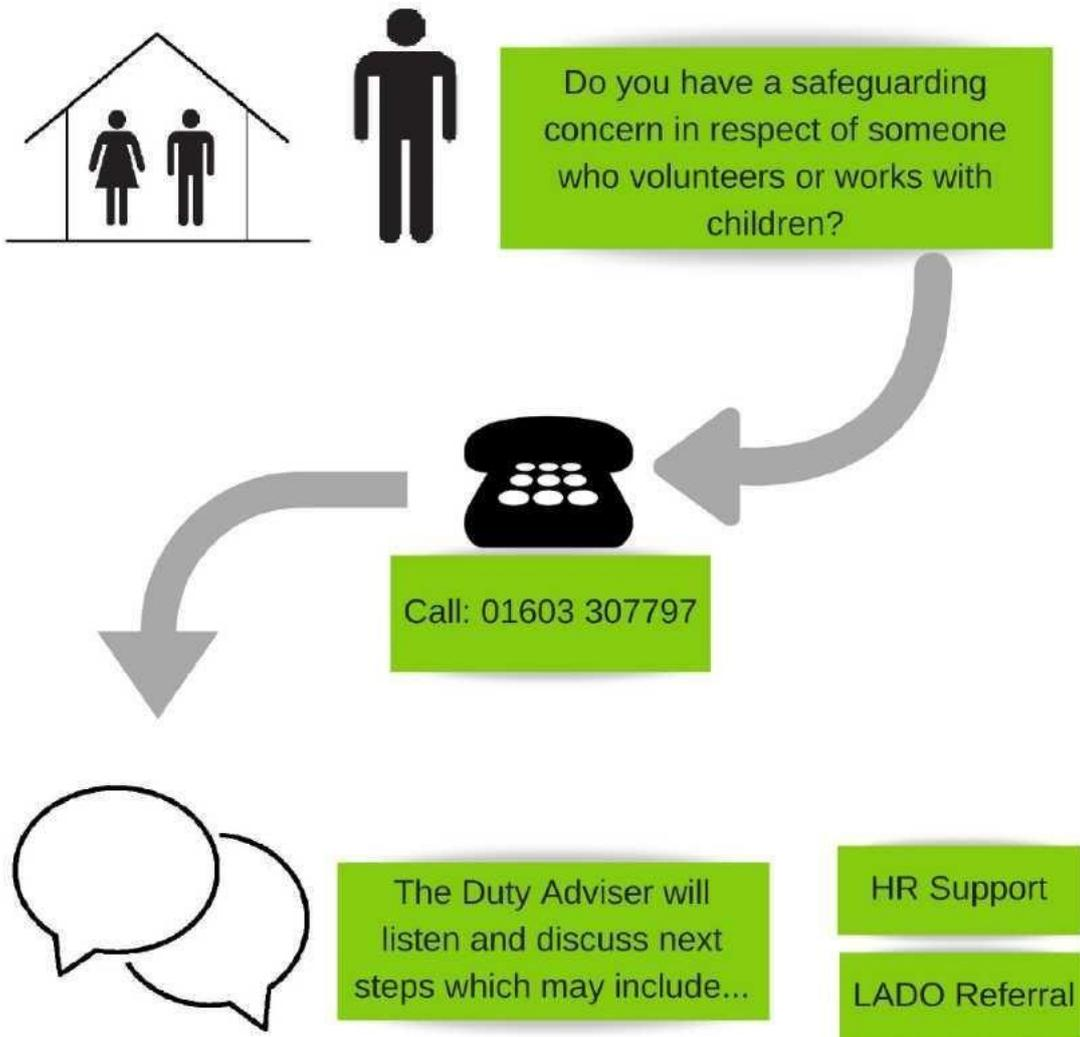 Do you have a safeguarding
concern in respect of someone
who volunteers or works with
children?
Call: 01603 307797
The Duty Adviser will
listen and discuss next
steps which may include...
HR Support
LADO Referral